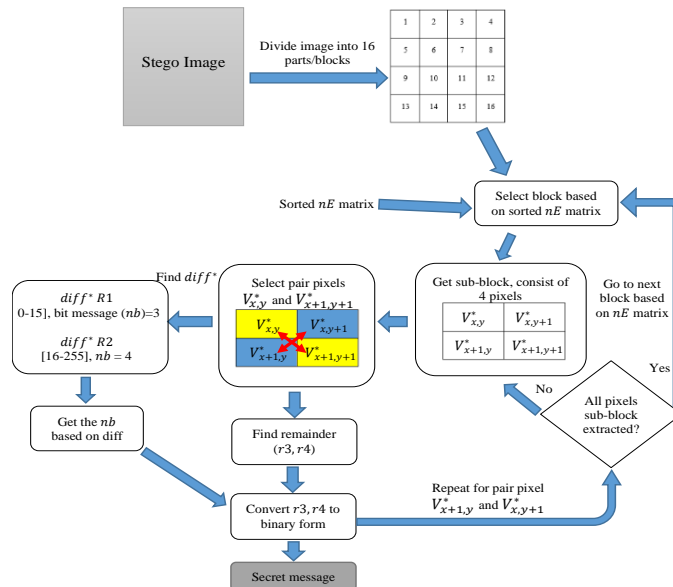 Stego Image
Divide image into 16
parts/blocks
1 2 3 4
5 6 7 8
9 10 11 12
13 14 15 16
Sorted nE matrix
Select block based
on sorted nE matrix
Find diff*
diff* R1
0-15], bit message (nb)=3
diff* R2
[16-255], nb = 4
Select pair pixels
V*x,y and V*x+1,y+1
V*x,y V*x,y+1
V*x+1,y V*x+1,y+1
Get sub-block, consist of
4 pixels
V*x,y V*x,y+1
V*x+1,y V*x+1,y+1
Go to next
block based on
nE matrix
Yes
No
All pixels
sub-block
extracted?
Get the nb
based on diff
Find remainder
(r3, r4)
Convert r3, r4 to
binary form
Repeat for pair pixel
V*x+1,y and V*x,y+1
Secret message